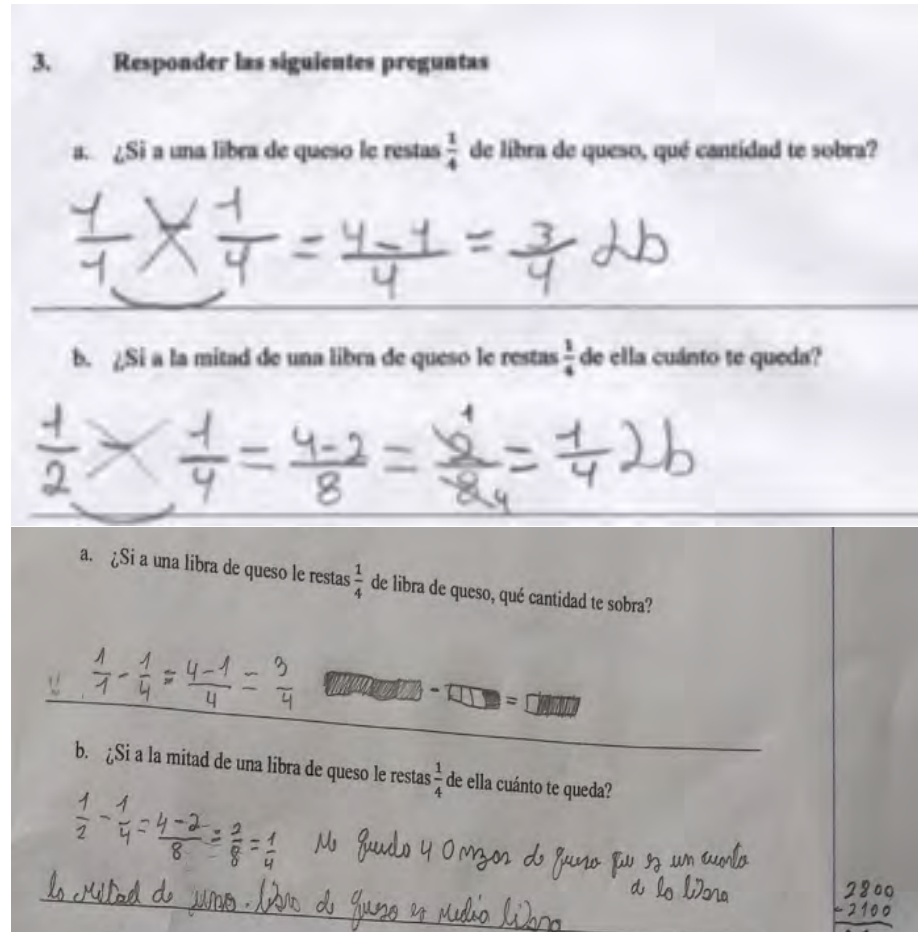 3. Responder las siguientes preguntas
a. ¿Si a una libra de queso le restas 1/4 de libra de queso, qué cantidad te sobra?
1/1 - 1/4 = 4-1/4 = 3/4 Lb
b. ¿Si a la mitad de una libra de queso le restas 1/4 de ella cuánto te queda?
1/2 - 1/4 = 4-2/8 = 2/8 = 1/4 Lb
a. ¿Si a una libra de queso le restas 1/4 de libra de queso, qué cantidad te sobra?
1/1 - 1/4 = 4-1/4 = 3/4 - =
b. ¿Si a la mitad de una libra de queso le restas 1/4 de ella cuánto te queda?
1/2 - 1/4 = 4-2/8 = 2/8 = 1/4 Me queda 4 Onzas de queso que es un cuarto
de la libra
la mitad de una libra de queso es media libra
2800
-2100